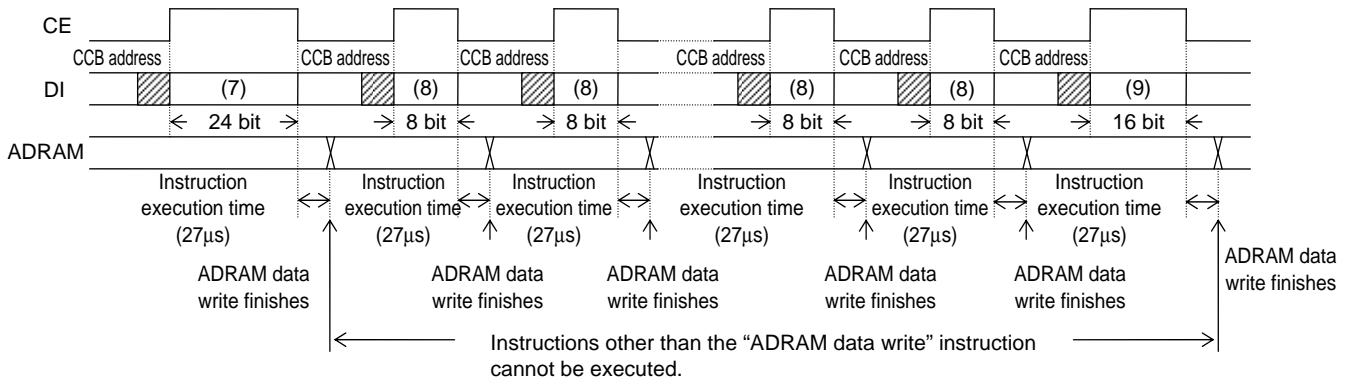 CE
CCB address CCB address CCB address CCB address CCB address CCB address
DI (7) (8) (8) (8) (8) (9)
24 bit 8 bit 8 bit 8 bit 8 bit 16 bit
ADRAM
Instruction Instruction Instruction Instruction Instruction Instruction
execution time execution time execution time execution time execution time execution time
(27μs) (27μs) (27μs) (27μs) (27μs) (27μs)
ADRAM data ADRAM data ADRAM data ADRAM data ADRAM data ADRAM data
write finishes write finishes write finishes write finishes write finishes write finishes
Instructions other than the “ADRAM data write” instruction
cannot be executed.